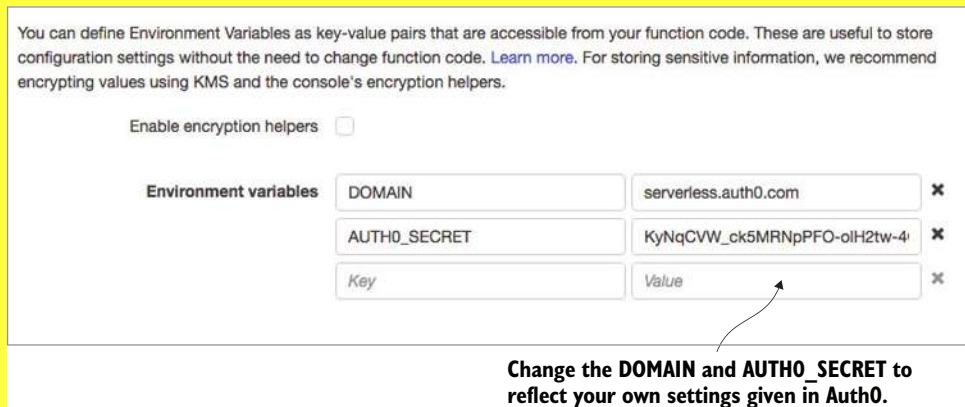 You can define Environment Variables as key-value pairs that are accessible from your function code. These are useful to store
configuration settings without the need to change function code. Learn more. For storing sensitive information, we recommend
encrypting values using KMS and the console's encryption helpers.
Enable encryption helpers
Environment variables DOMAIN serverless.auth0.com
AUTH0_SECRET KyNqCVW_ck5MRNpPFO-olH2tw-4
Key Value
Change the DOMAIN and AUTH0_SECRET to
reflect your own settings given in Auth0.